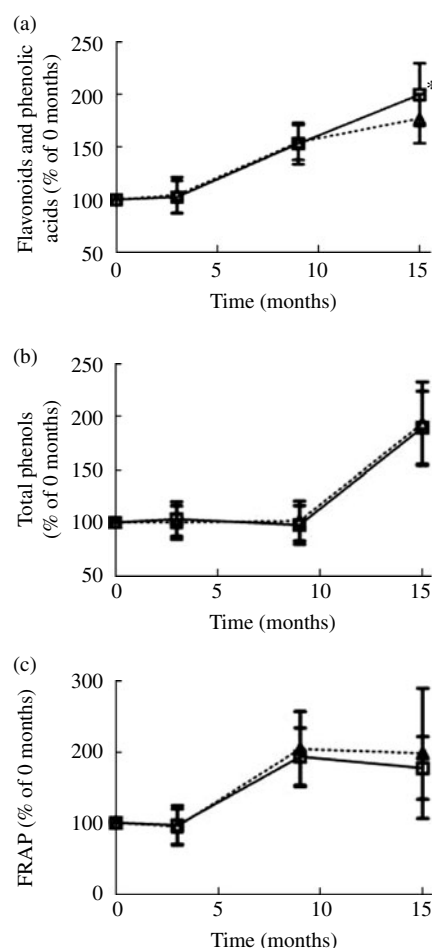 (a)
Flavonoids and phenolic
acids (% of 0 months)
250
200
150
100
50
*
0
5
10
15
Time (months)
(b)
Total phenols
(% of 0 months)
250
200
150
100
50
0
5
10
15
Time (months)
(c)
FRAP (% of 0 months)
300
200
100
0
0
5
10
15
Time (months)